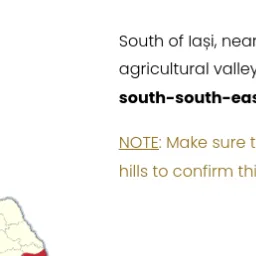 South of Iași, near
agricultural valley
south-south-eas
NOTE: Make sure t
hills to confirm thi